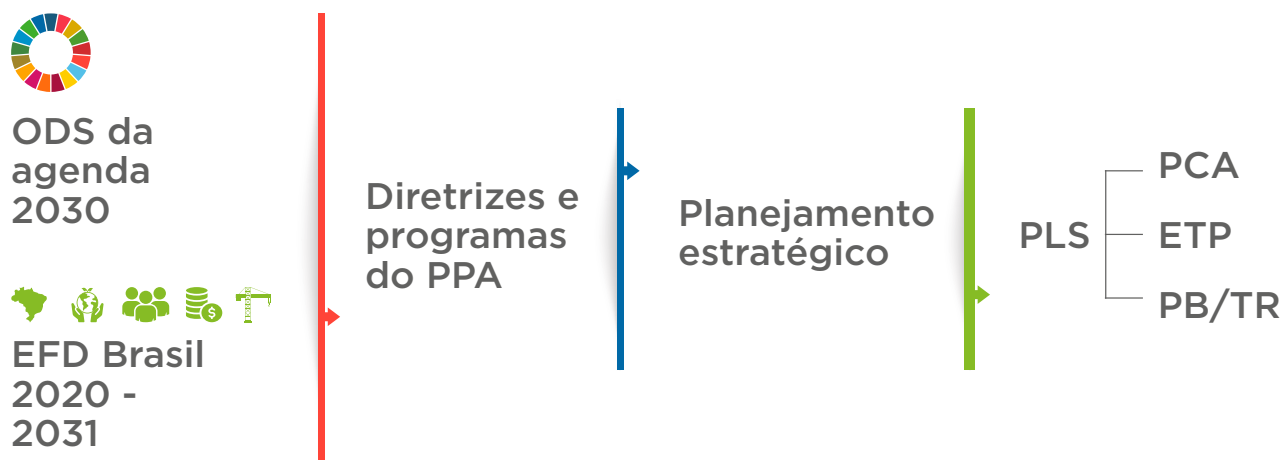 ODS da
agenda
2030
EFD Brasil
2020 -
2031
Diretrizes e
programas
do PPA
Planejamento
estratégico
PLS
PCA
ETP
PB/TR